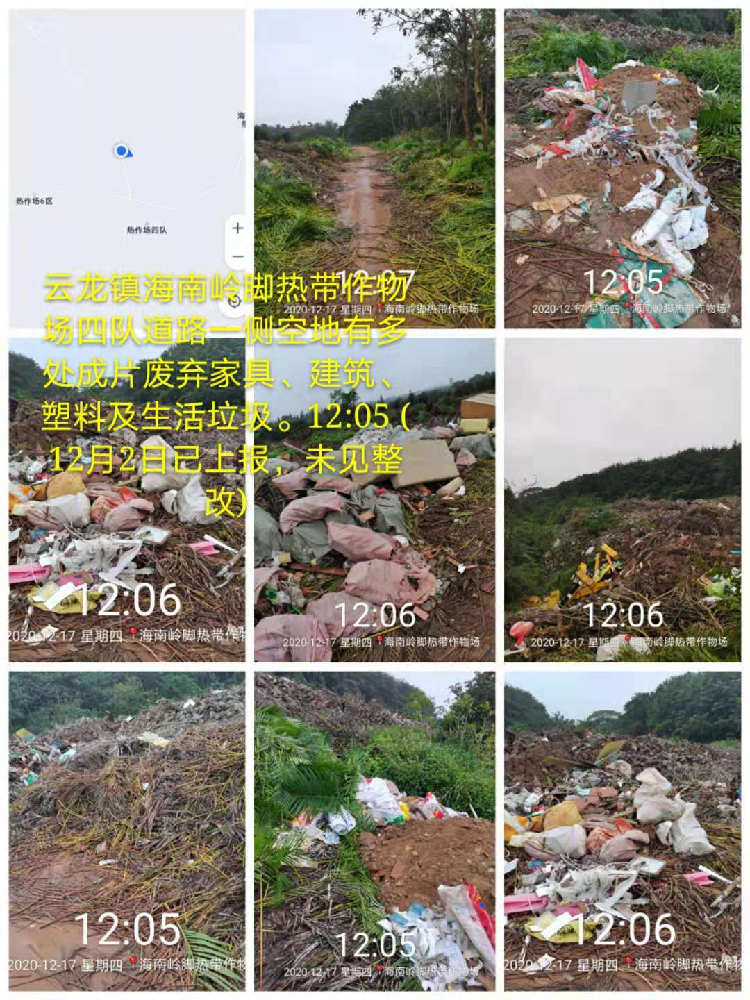 海
带
热作场6区
热作场四队
云龙镇海南岭脚热带作物
场四队道路一侧空地有多
处成片废弃家具、建筑、
塑料及生活垃圾。12:05（
12月2日已上报，未见整
改）
12:07
2020-12-17 星期四 海南岭脚热带作物场
12:05
2020-12-17 星期四 海南岭脚热带作物场
12:06
2020-12-17 星期四 海南岭脚热带作物
12:06
2020-12-17 星期四 海南岭脚热带作物场
12:06
2020-12-17 星期四 海南岭脚热带作物场
12:05
2020-12-17 星期四 海南岭脚热带作物
12:05
2020-12-17 星期四 海南岭脚热带作物场
12:06
2020-12-17 星期四 海南岭脚热带作物